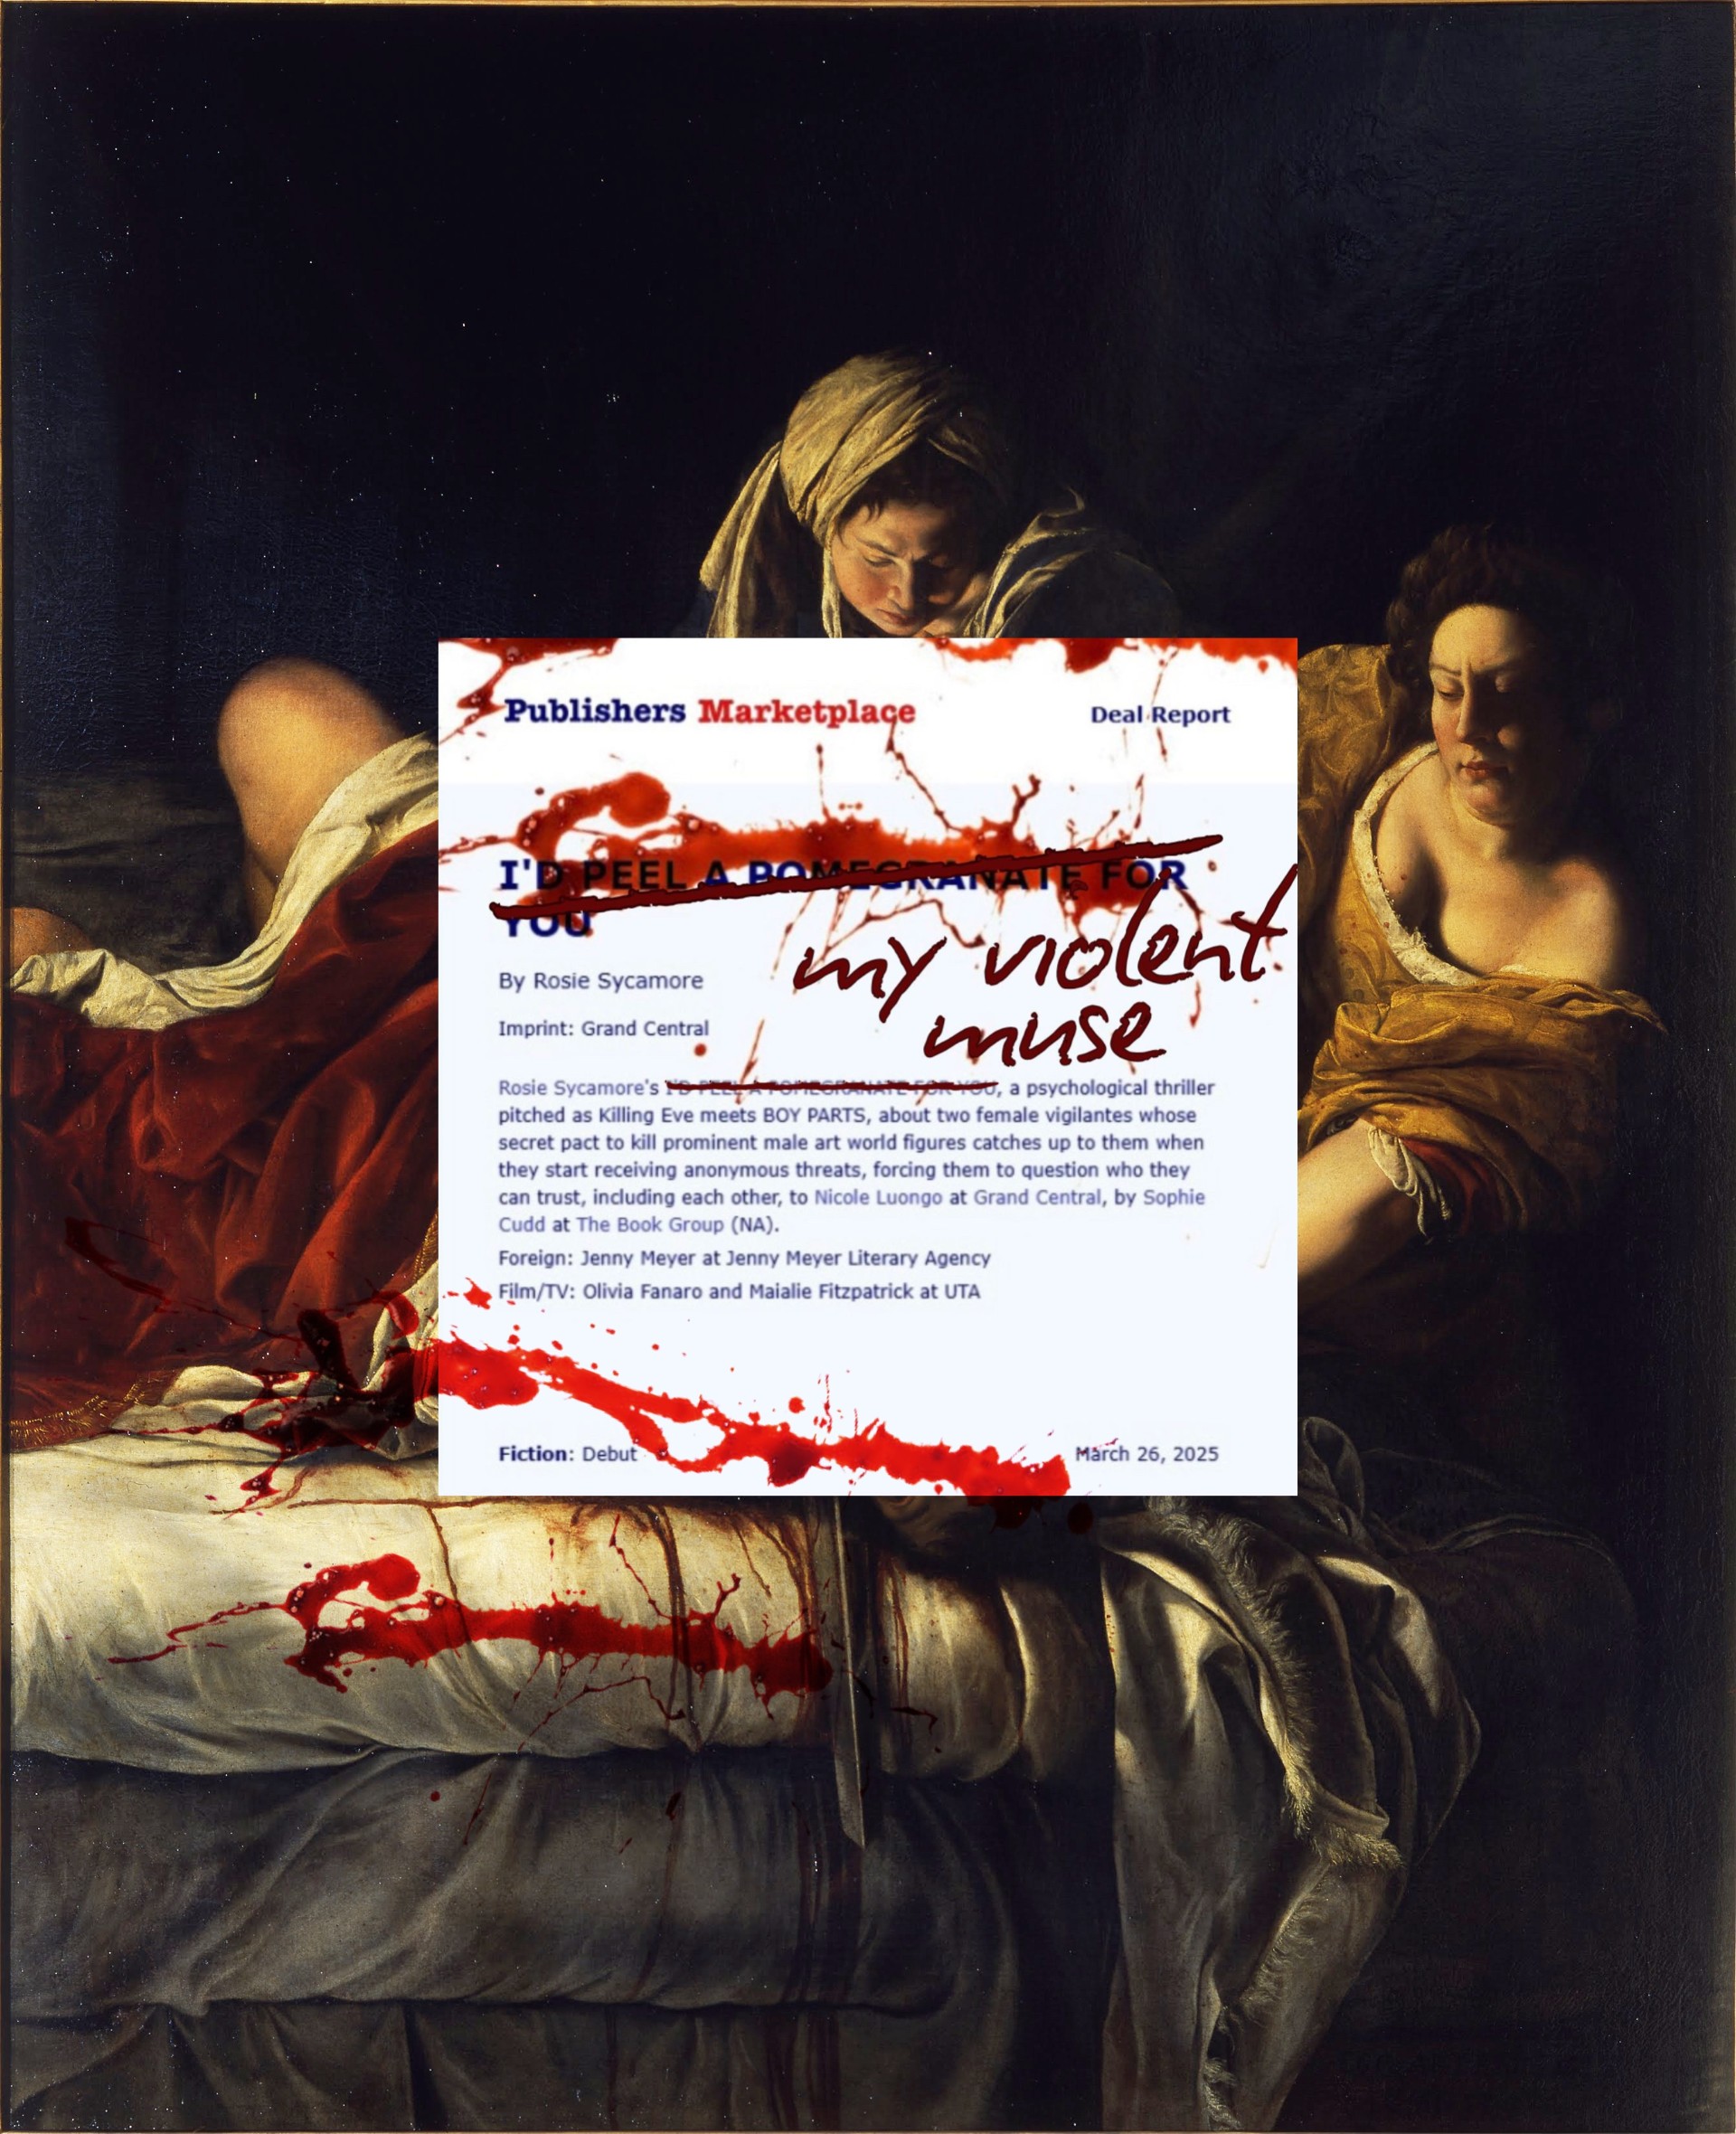 Publishers Marketplace
Deal Report
I'D PEEL A POMEGRANATE FOR
YOU
my violent
muse
By Rosie Sycamore
Imprint: Grand Central
Rosie Sycamore's I'D PEEL A POMEGRANATE FOR YOU, a psychological thriller
pitched as Killing Eve meets BOY PARTS, about two female vigilantes whose
secret pact to kill prominent male art world figures catches up to them when
they start receiving anonymous threats, forcing them to question who they
can trust, including each other, to Nicole Luongo at Grand Central, by Sophie
Cudd at The Book Group (NA).
Foreign: Jenny Meyer at Jenny Meyer Literary Agency
Film/TV: Olivia Fanaro and Maialie Fitzpatrick at UTA
Fiction: Debut
March 26, 2025